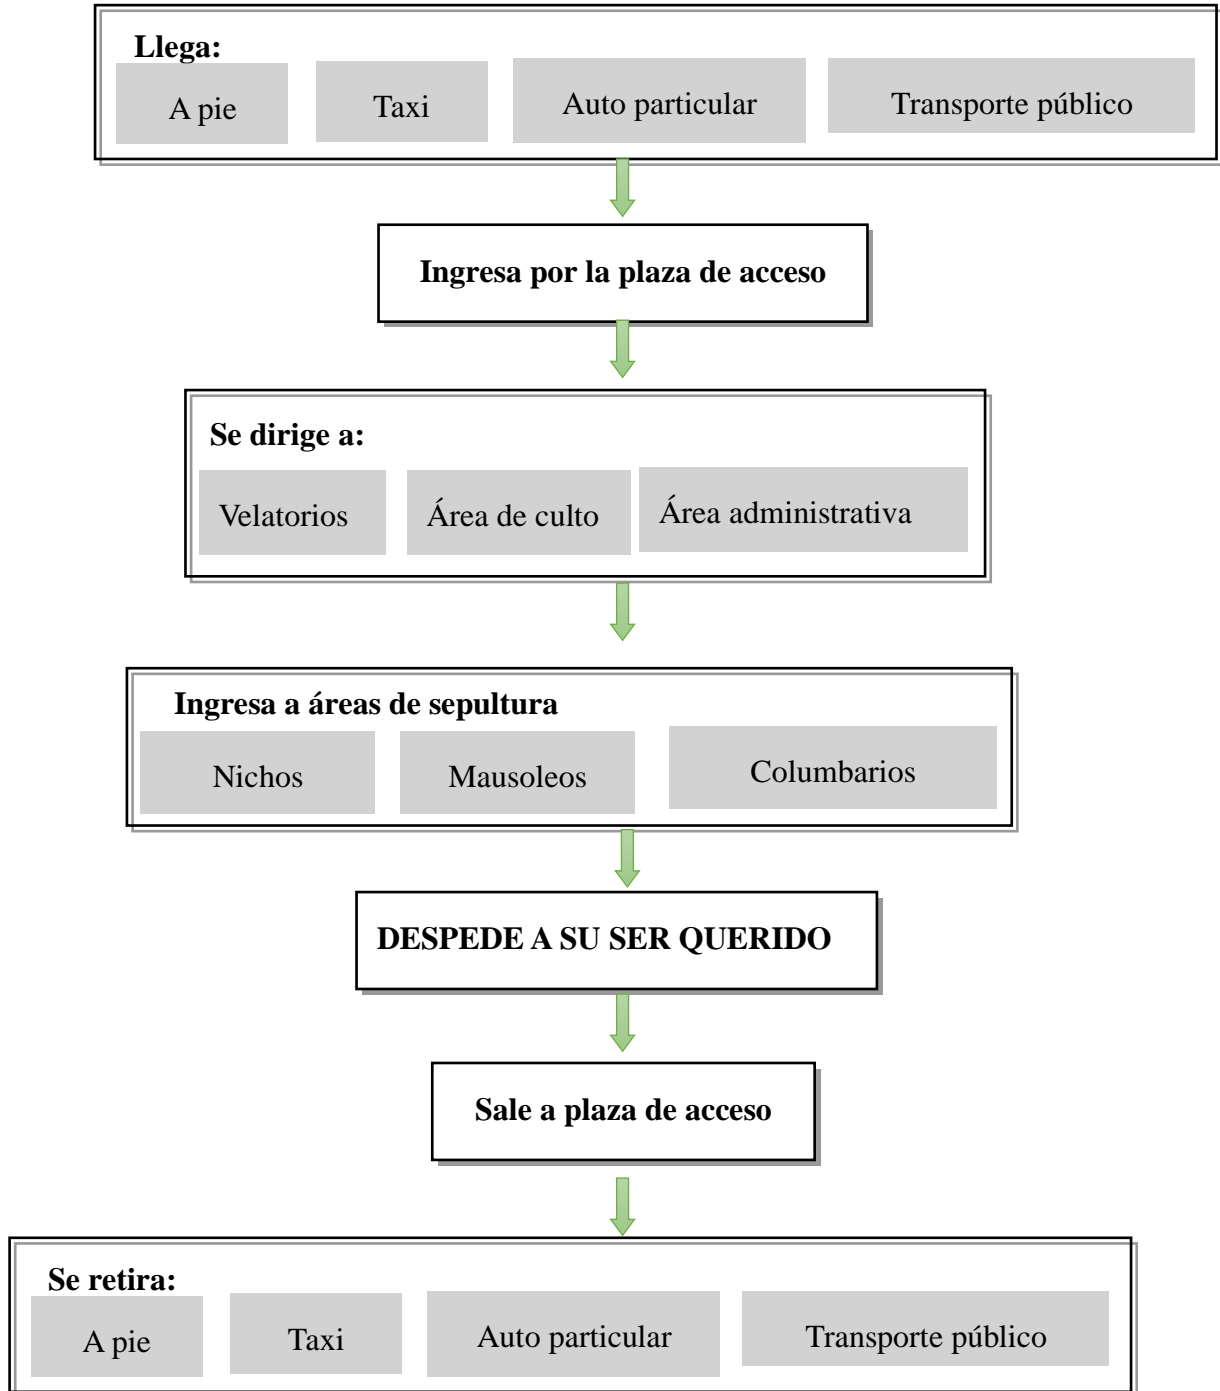 Llega:
A pie
Taxi
Auto particular
Transporte público
Ingresa por la plaza de acceso
Se dirige a:
Velatorios
Área de culto
Área administrativa
Ingresa a áreas de sepultura
Nichos
Mausoleos
Columbarios
DESPEDE A SU SER QUERIDO
Sale a plaza de acceso
Se retira:
A pie
Taxi
Auto particular
Transporte público